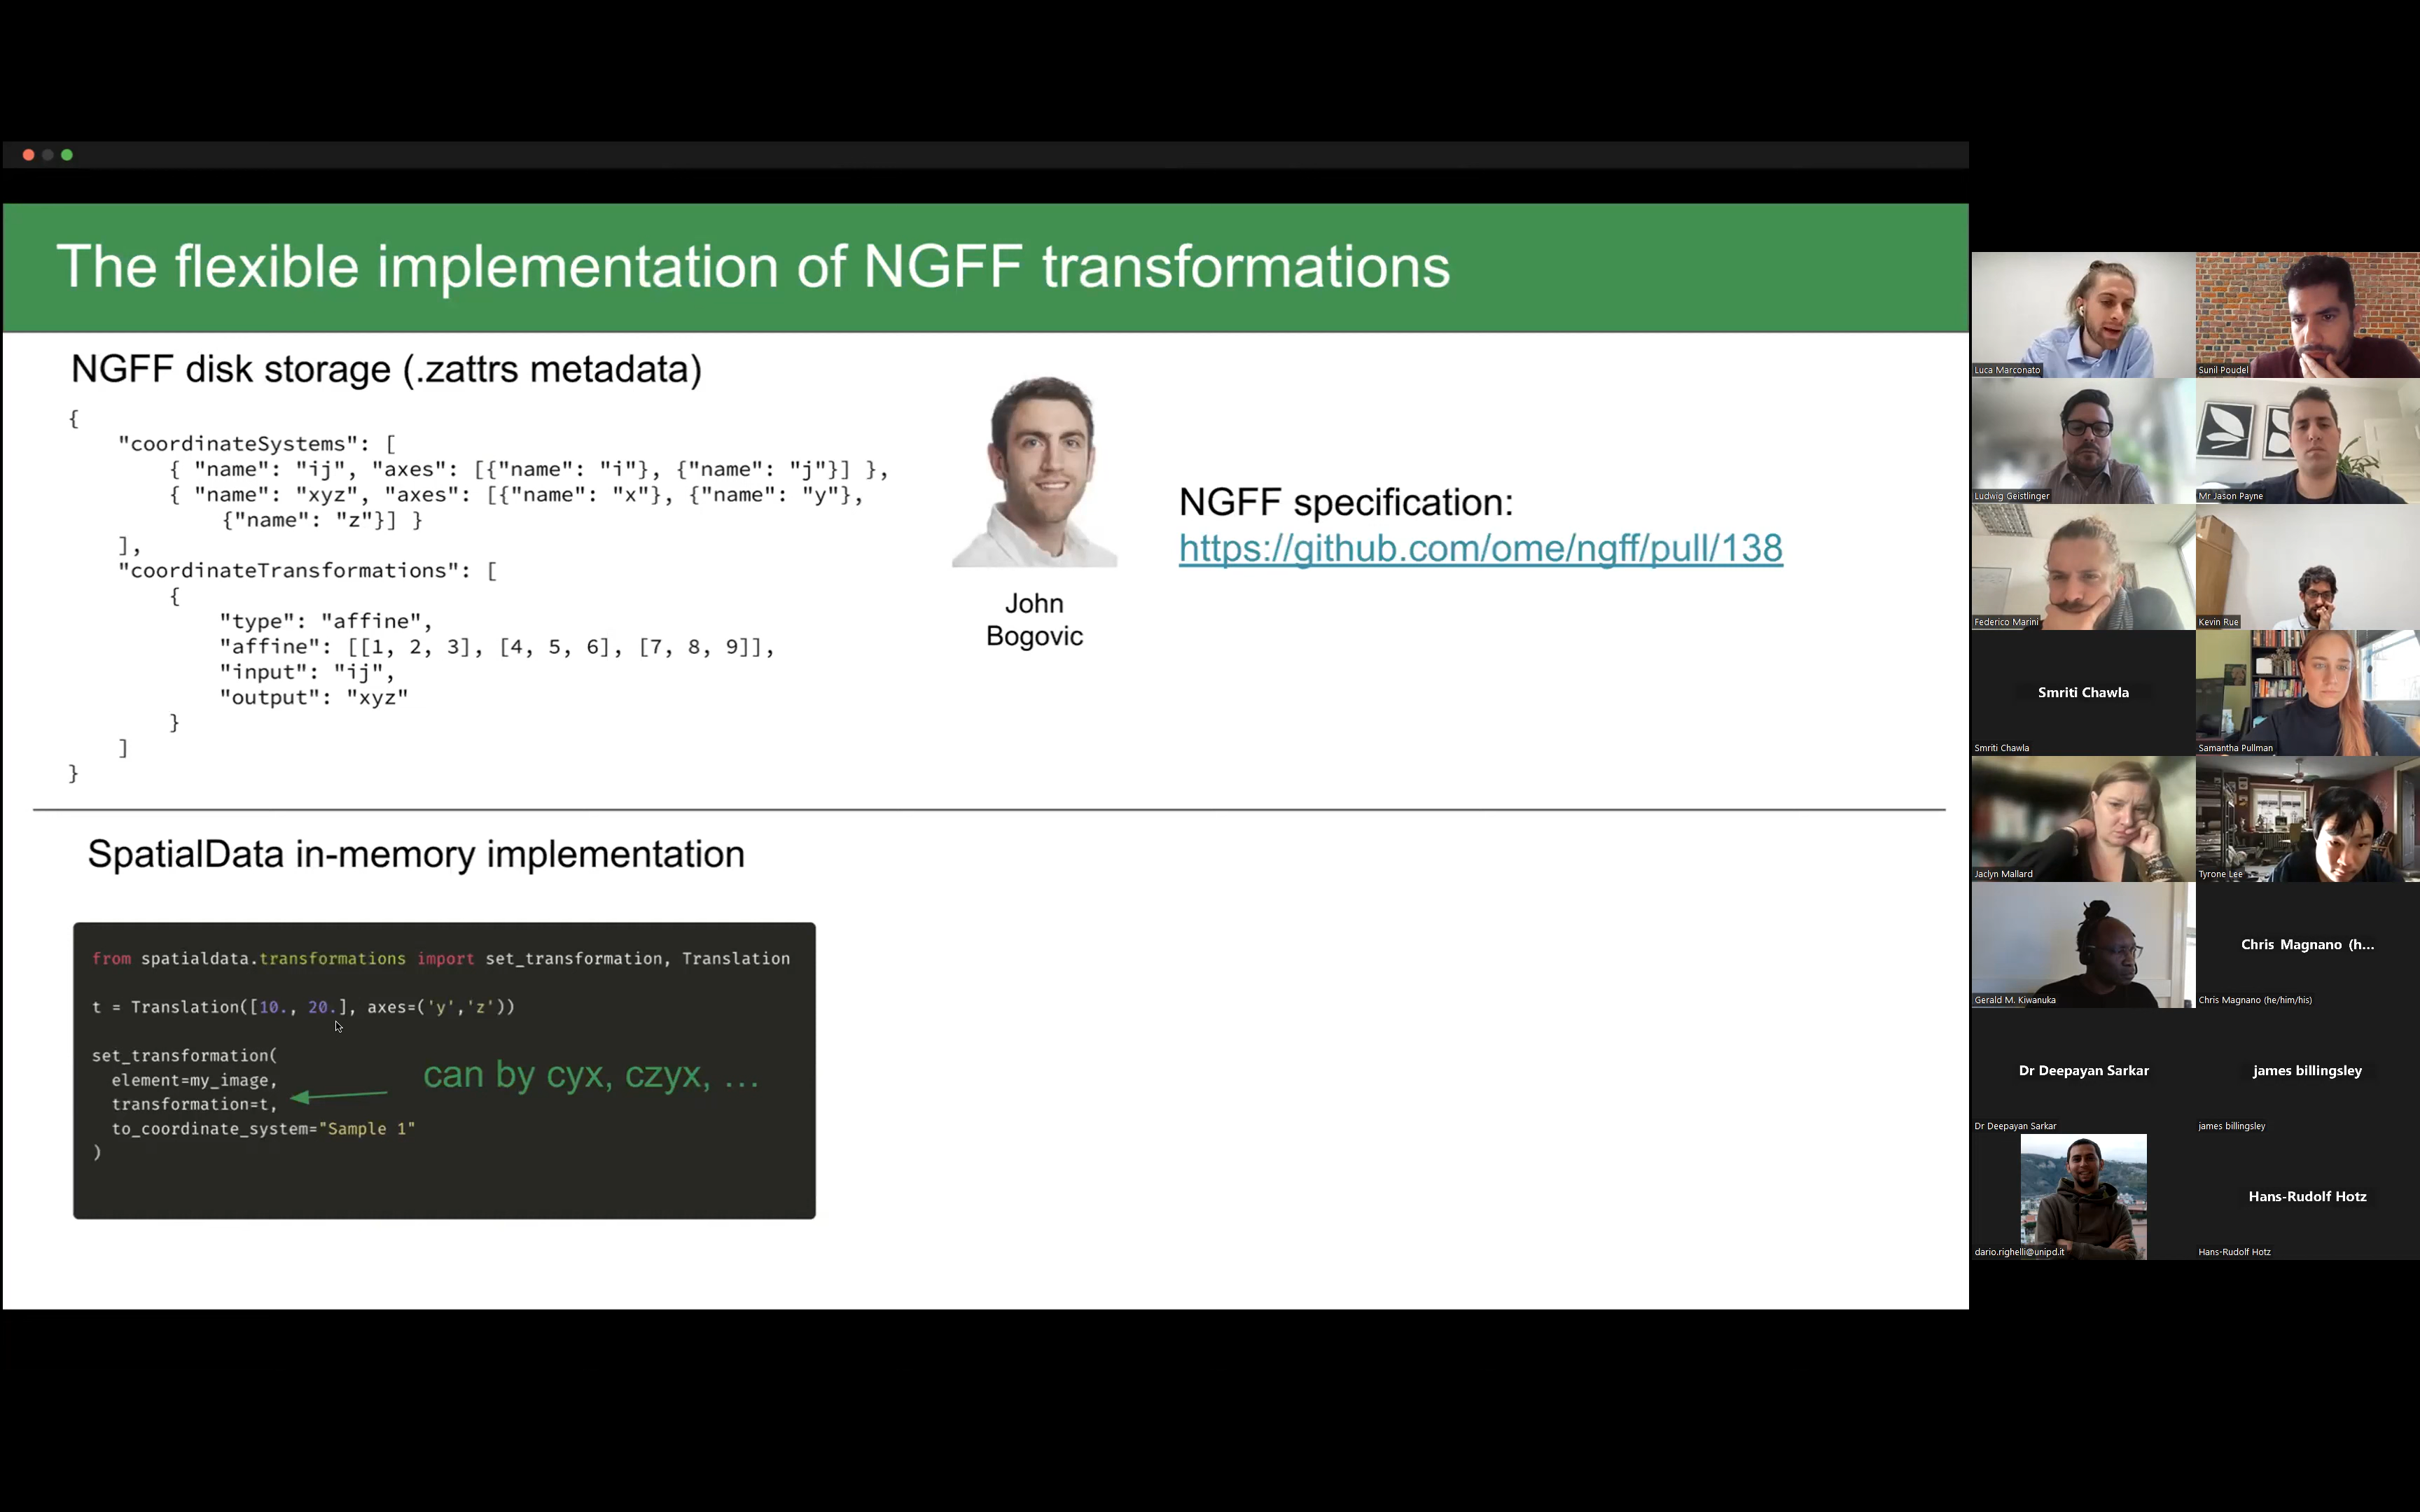 The flexible implementation of NGFF transformations
NGFF disk storage (.zattrs metadata)
{
"coordinateSystems": [
{ "name": "ij", "axes": [{"name": "i"}, {"name": "j"}] },
{ "name": "xyz", "axes": [{"name": "x"}, {"name": "y"},
{"name": "z"}] }
],
"coordinateTransformations": [
{
"type": "affine",
"affine": [[1, 2, 3], [4, 5, 6], [7, 8, 9]],
"input": "ij",
"output": "xyz"
}
]
}
John
Bogovic
NGFF specification:
https://github.com/ome/ngff/pull/138
SpatialData in-memory implementation
from spatialdata.transformations import set_transformation, Translation
t = Translation([10., 20.], axes=('y','z'))
set_transformation(
element=my_image,
transformation=t,
to_coordinate_system="Sample 1"
)
can by cyx, czyx, …
Luca Marconato
Sunil Poudel
Ludwig Geistlinger
Mr Jason Payne
Federico Marini
Kevin Rue
Smriti Chawla
Smriti Chawla
Samantha Pullman
Jaclyn Mallard
Tyrone Lee
Gerald M. Kiwanuka
Chris Magnano (h...
Chris Magnano (he/him/his)
Dr Deepayan Sarkar
Dr Deepayan Sarkar
james billingsley
james billingsley
dario.righelli@unipd.it
Hans-Rudolf Hotz
Hans-Rudolf Hotz